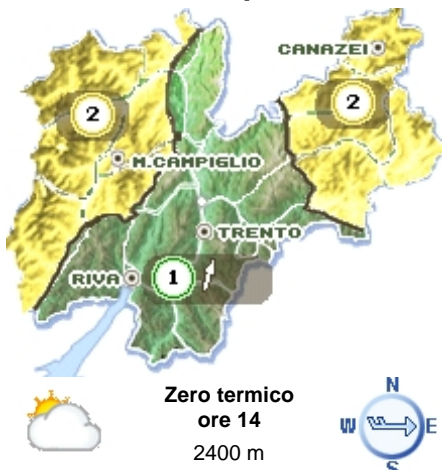 CANAZEI
2
2
M.CAMPIGLIO
TRENTO
RIVA
1
Zero termico
ore 14
2400 m
N
W E
S